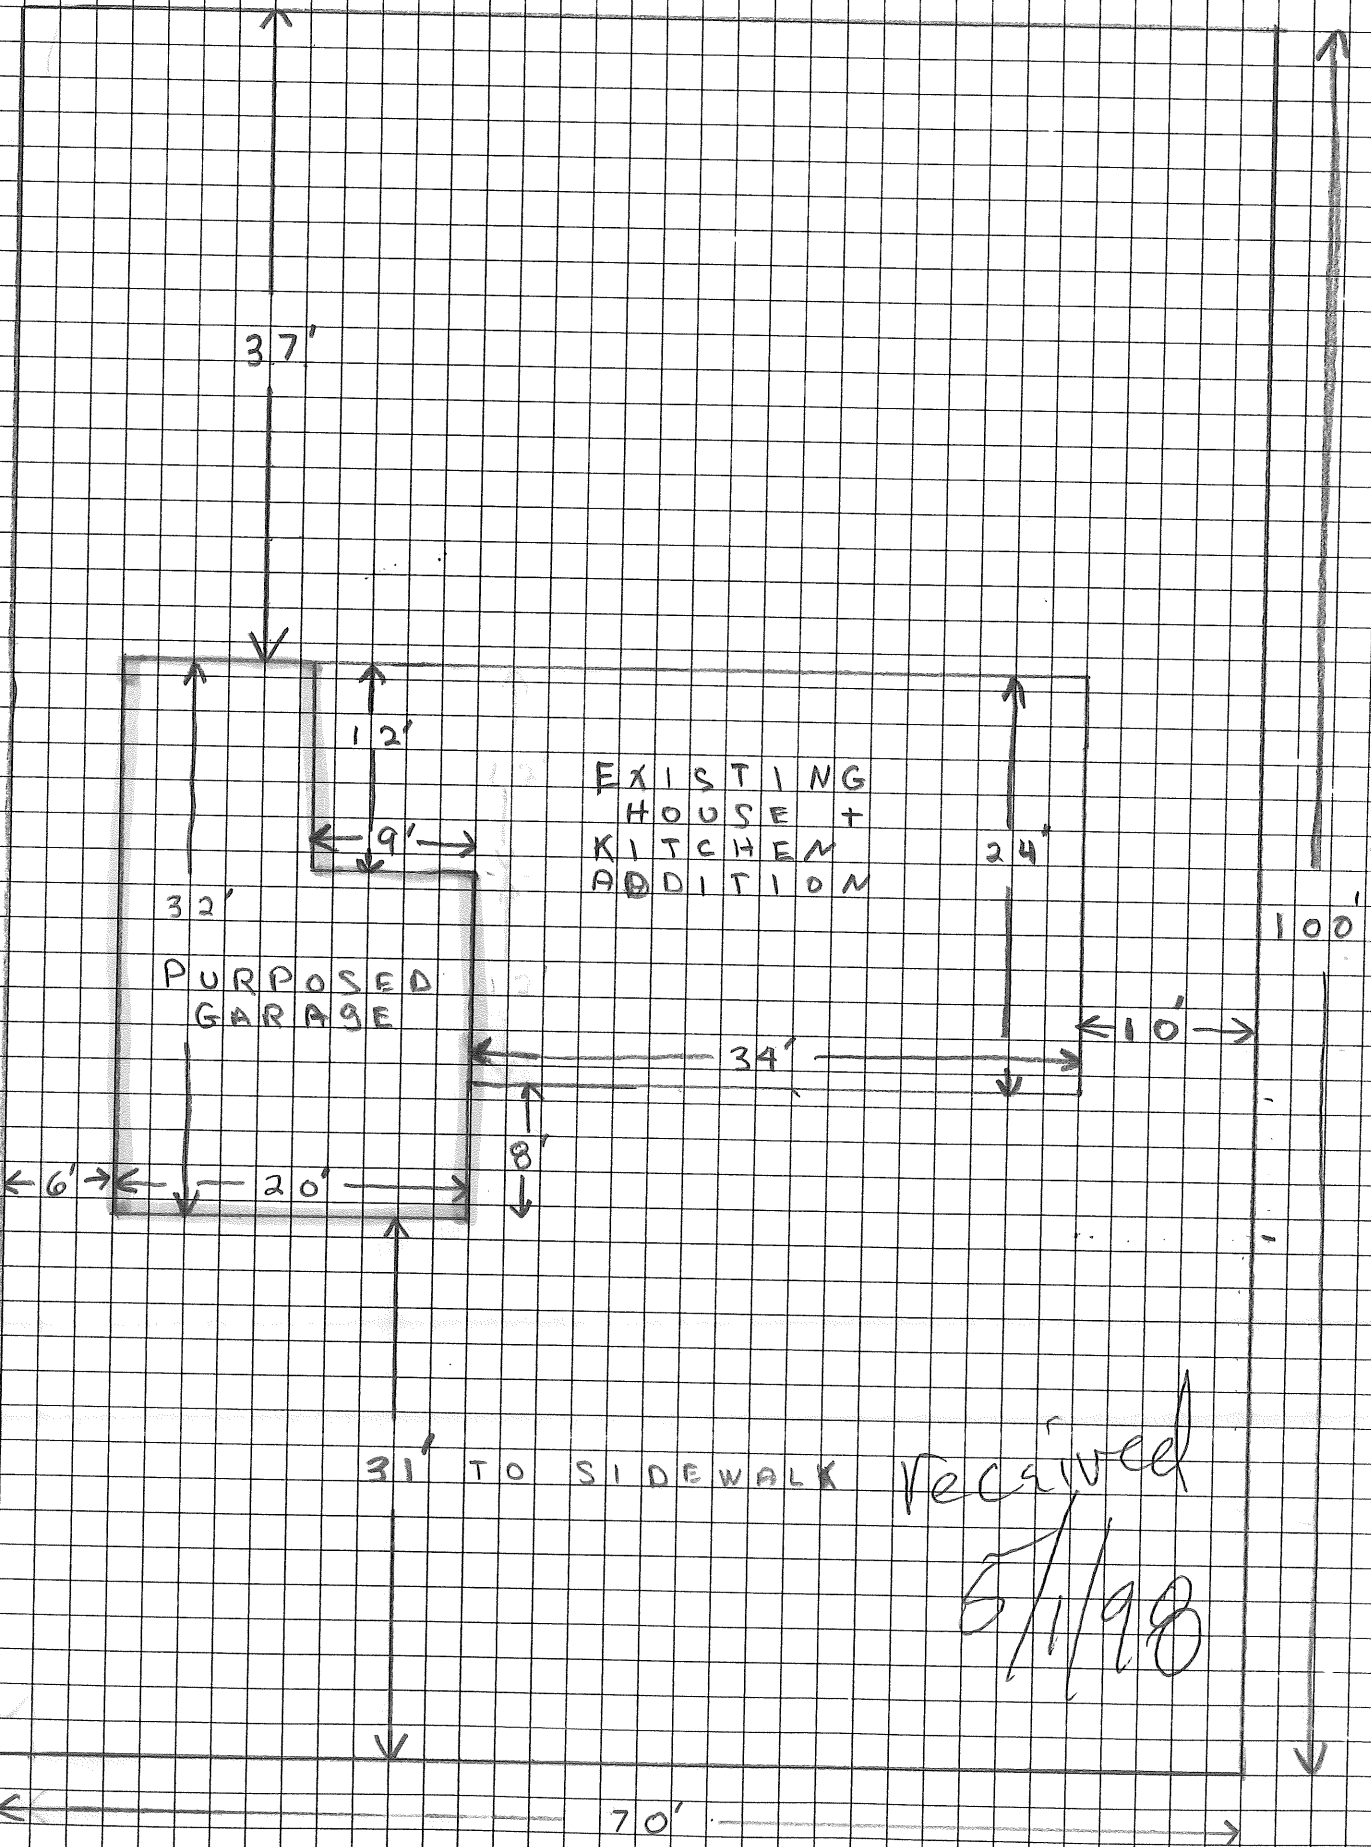 37'
12'
EXISTING
HOUSE +
9'
KITCHEN
24'
ADDITION
32'
100'
PURPOSED
GARAGE
10'
34'
8'
6'
20'
31' TO SIDEWALK
received
5/1/98
70'